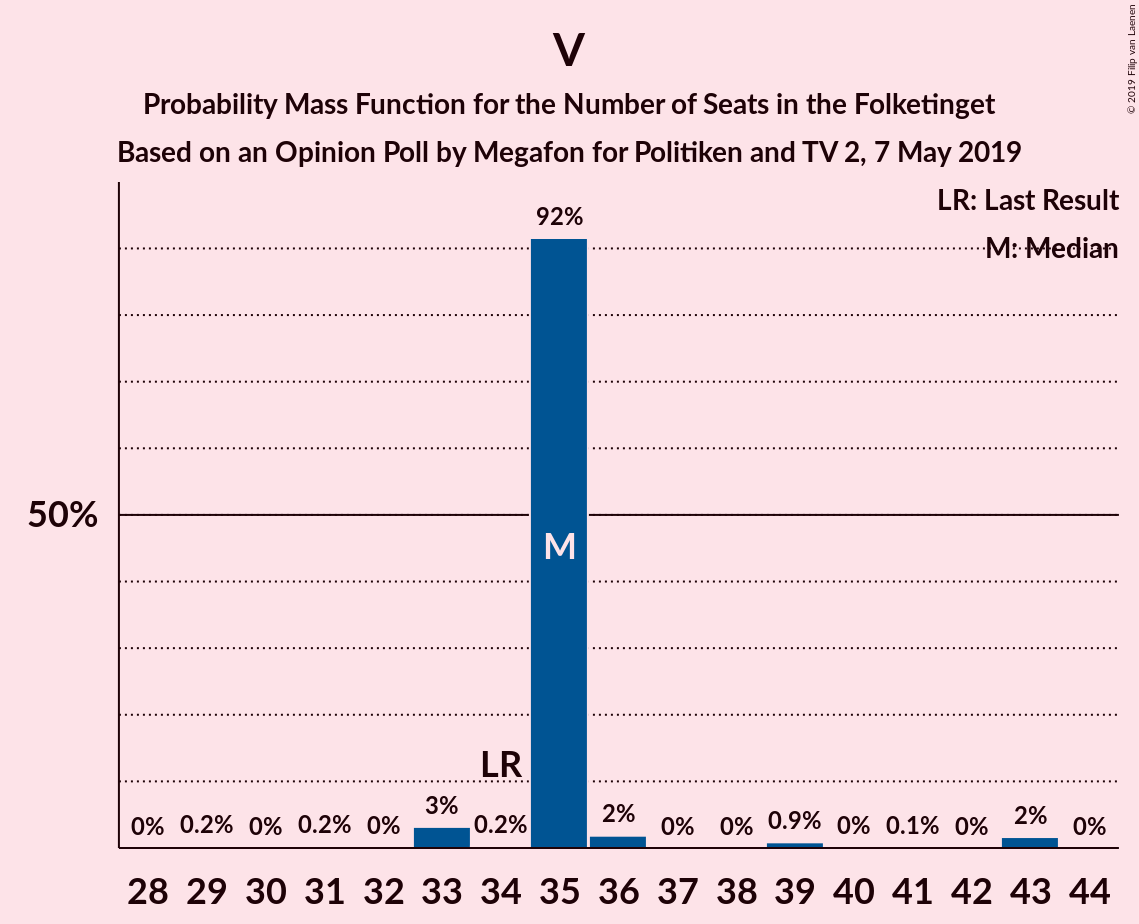 V
Probability Mass Function for the Number of Seats in the Folketinget
Based on an Opinion Poll by Megafon for Politiken and TV 2, 7 May 2019
© 2019 Filip van Laenen
LR: Last Result
M: Median
92%
50%
M
LR
0% 0.2% 0% 0.2% 0% 3% 0.2% 2% 0% 0% 0.9% 0% 0.1% 0% 2% 0%
28 29 30 31 32 33 34 35 36 37 38 39 40 41 42 43 44